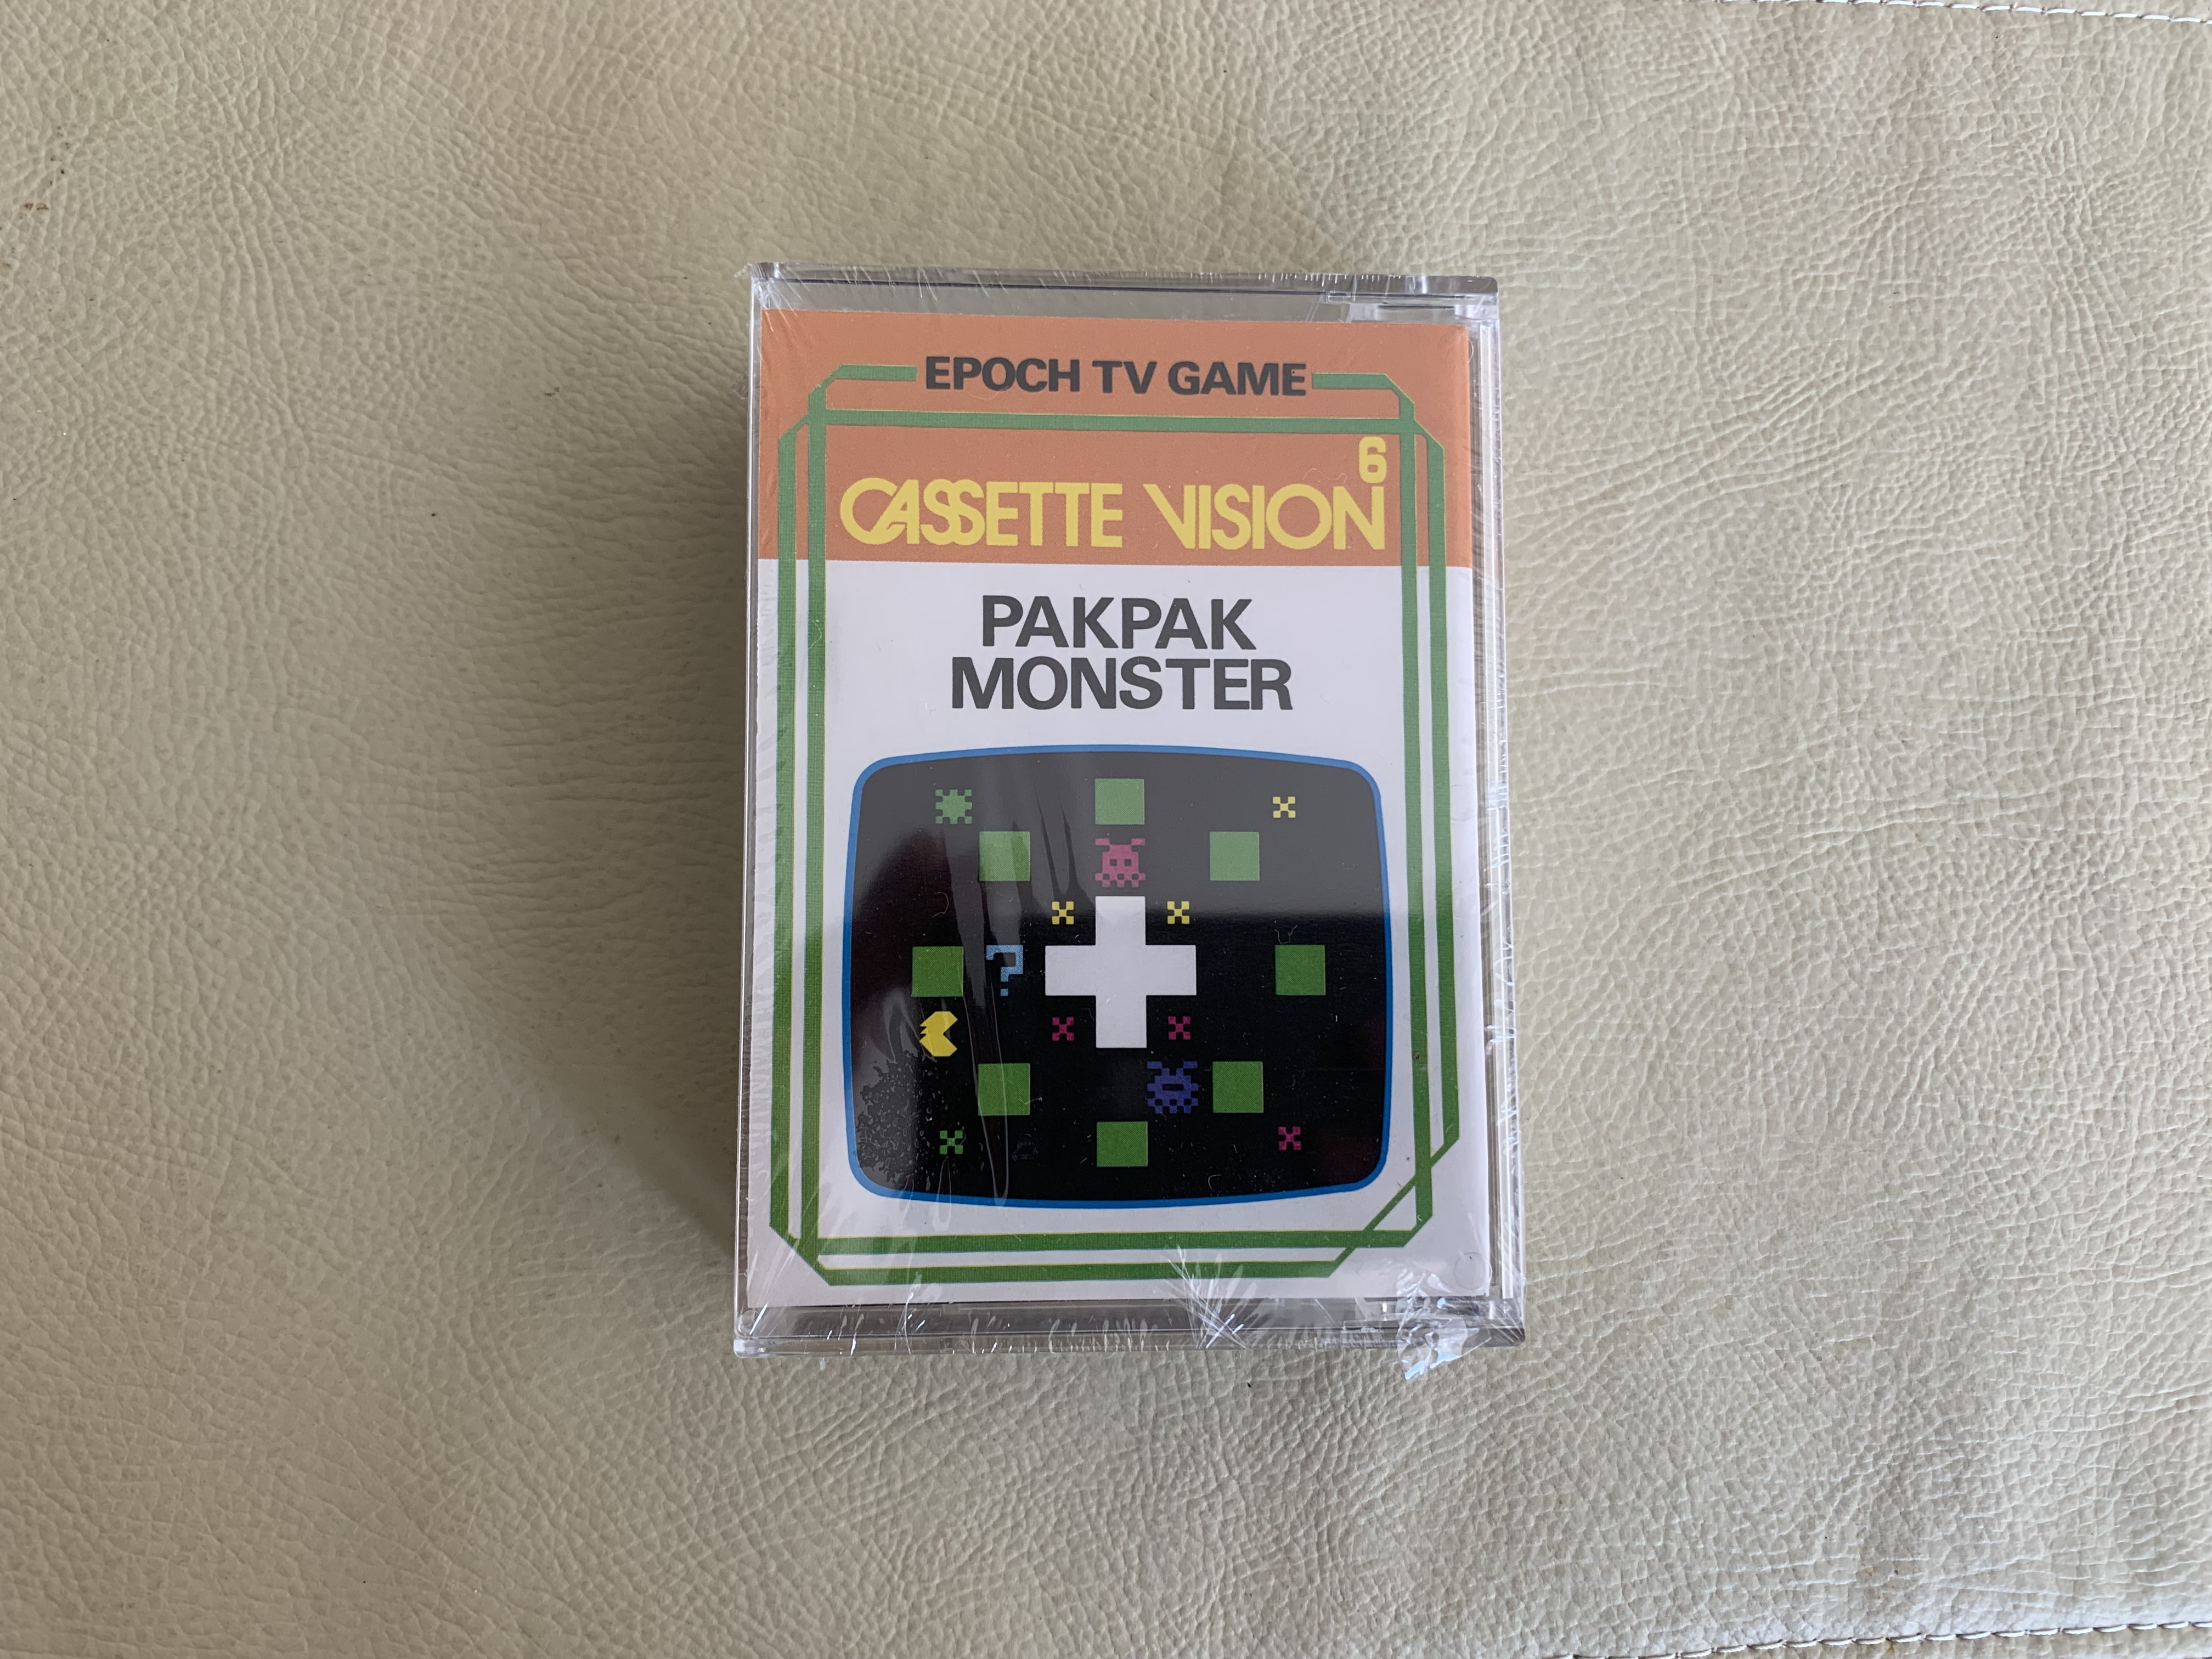 EPOCH TV GAME
6
CASSETTE VISION
PAKPAK
MONSTER
?